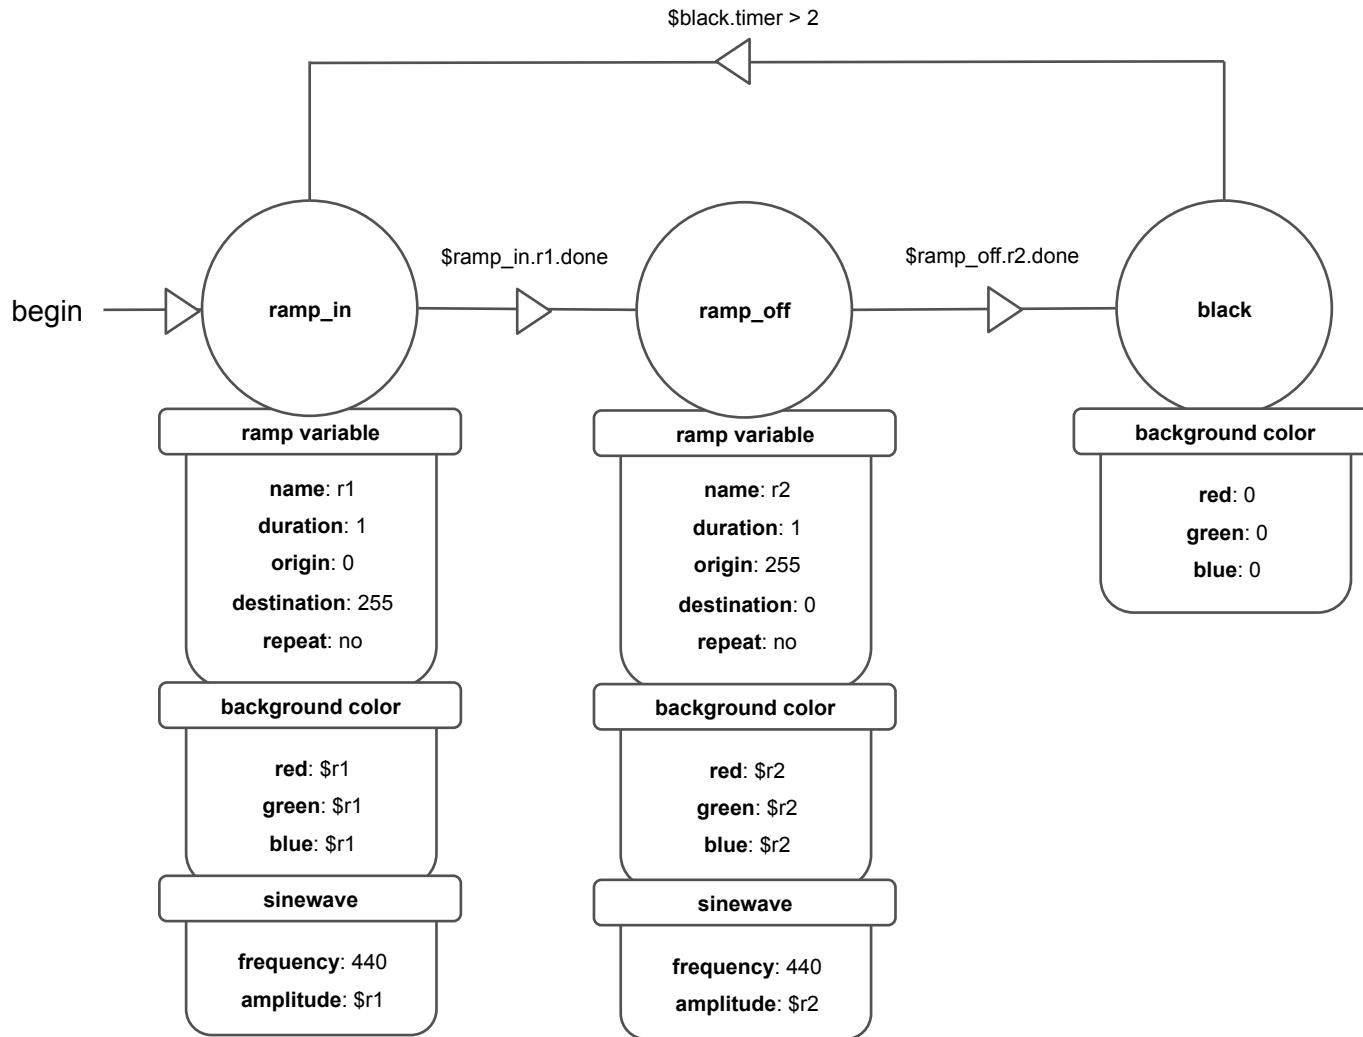 $black.timer > 2
$ramp_in.r1.done
$ramp_off.r2.done
begin
ramp_in
ramp_off
black
ramp variable
name: r1
duration: 1
origin: 0
destination: 255
repeat: no
background color
red: $r1
green: $r1
blue: $r1
sinewave
frequency: 440
amplitude: $r1
ramp variable
name: r2
duration: 1
origin: 255
destination: 0
repeat: no
background color
red: $r2
green: $r2
blue: $r2
sinewave
frequency: 440
amplitude: $r2
background color
red: 0
green: 0
blue: 0